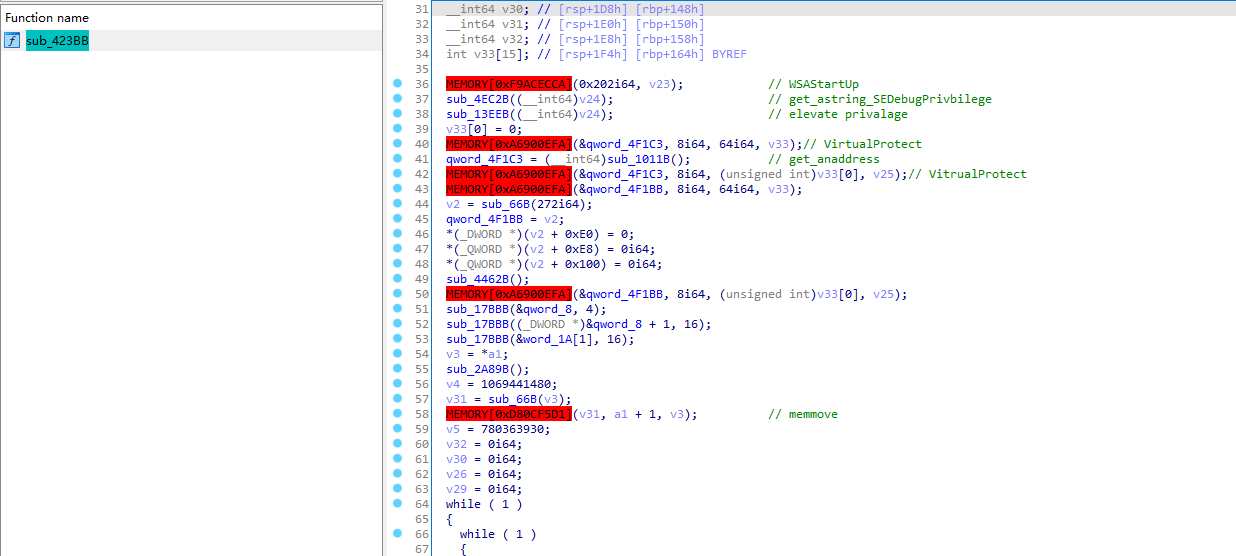 Function name
f sub_423BB
31 __int64 v30; // [rsp+1D8h] [rbp+148h]
32 __int64 v31; // [rsp+1E0h] [rbp+150h]
33 __int64 v32; // [rsp+1E8h] [rbp+158h]
34 int v33[15]; // [rsp+1F4h] [rbp+164h] BYREF
35
36 MEMORY[0xF9ACECCA](0x202i64, v23); // WSAStartUp
37 sub_4EC2B((__int64)v24); // get_astring_SEDebugPrivbilege
38 sub_13EEB((__int64)v24); // elevate privalage
39 v33[0] = 0;
40 MEMORY[0xA6900EFA](&qword_4F1C3, 8i64, 64i64, v33);// VirtualProtect
41 qword_4F1C3 = (__int64)sub_1011B(); // get_anaddress
42 MEMORY[0xA6900EFA](&qword_4F1C3, 8i64, (unsigned int)v33[0], v25);// VitrualProtect
43 MEMORY[0xA6900EFA](&qword_4F1BB, 8i64, 64i64, v33);
44 v2 = sub_66B(272i64);
45 qword_4F1BB = v2;
46 *(_DWORD *)(v2 + 0xE0) = 0;
47 *(_QWORD *)(v2 + 0xE8) = 0i64;
48 *(_QWORD *)(v2 + 0x100) = 0i64;
49 sub_4462B();
50 MEMORY[0xA6900EFA](&qword_4F1BB, 8i64, (unsigned int)v33[0], v25);
51 sub_17BBB(&qword_8, 4);
52 sub_17BBB((_DWORD *)&qword_8 + 1, 16);
53 sub_17BBB(&word_1A[1], 16);
54 v3 = *a1;
55 sub_2A89B();
56 v4 = 1069441480;
57 v31 = sub_66B(v3);
58 MEMORY[0xD80CF5D1](v31, a1 + 1, v3); // memmove
59 v5 = 780363930;
60 v32 = 0i64;
61 v30 = 0i64;
62 v26 = 0i64;
63 v29 = 0i64;
64 while ( 1 )
65 {
66 while ( 1 )
67 {